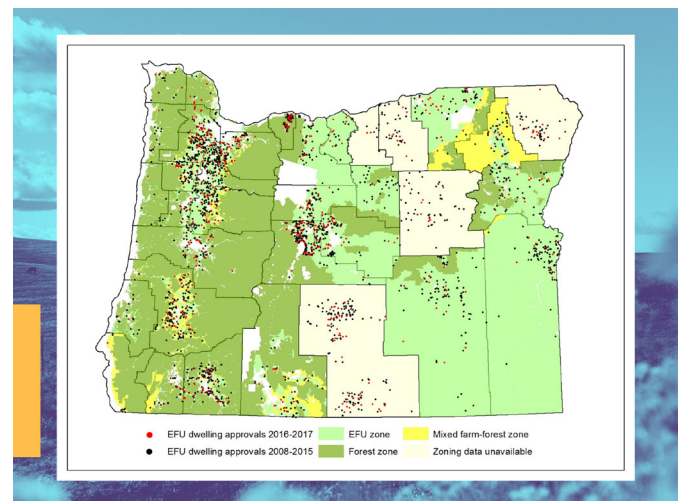 EFU dwelling approvals 2016-2017 EFU zone Mixed farm-forest zone
EFU dwelling approvals 2008-2015 Forest zone Zoning data unavailable